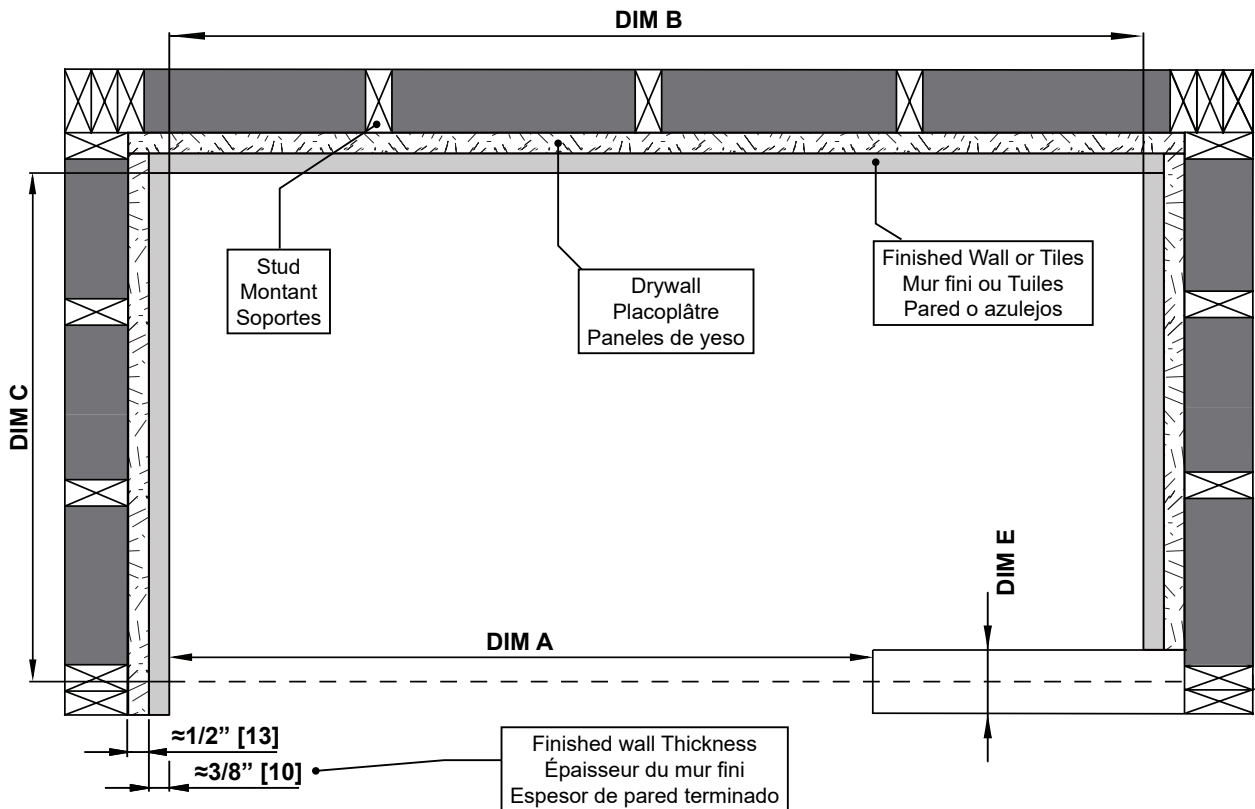 DIM B
Stud
Montant
Soportes
Drywall
Placoplâtre
Paneles de yeso
Finished Wall or Tiles
Mur fini ou Tuiles
Pared o azulejos
DIM C
DIM E
DIM A
≈1/2” [13]
≈3/8” [10]
Finished wall Thickness
Épaisseur du mur fini
Espesor de pared terminado